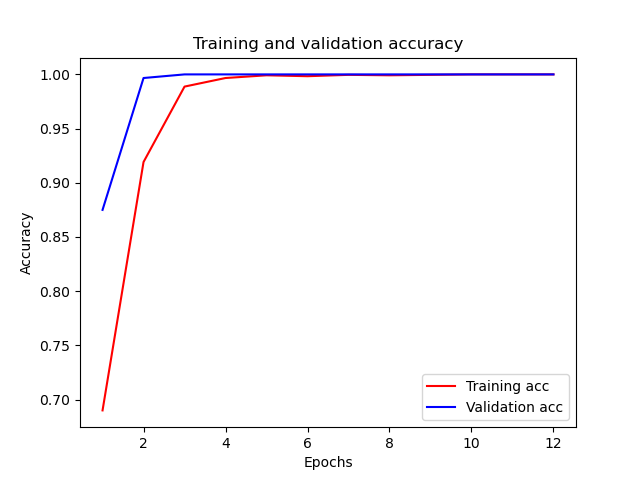 Training and validation accuracy
1.00
0.95
0.90
0.85
0.80
0.75
0.70
Accuracy
Training acc
Validation acc
2 4 6 8 10 12
Epochs